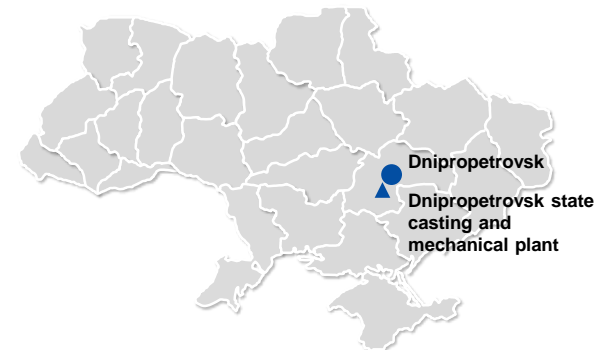 Dnipropetrovsk
Dnipropetrovsk state
casting and
mechanical plant